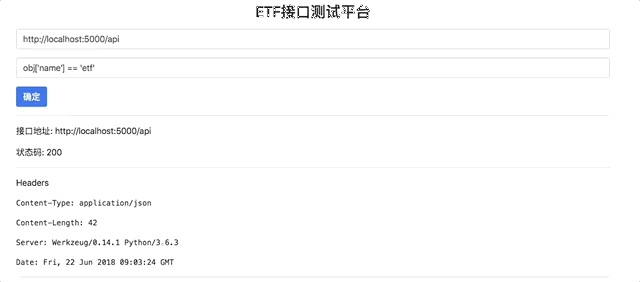 ETF接口测试平台
http://localhost:5000/api
obj['name'] == 'etf'
确定
接口地址: http://localhost:5000/api
状态码: 200
Headers
Content-Type: application/json
Content-Length: 42
Server: Werkzeug/0.14.1 Python/3.6.3
Date: Fri, 22 Jun 2018 09:03:24 GMT